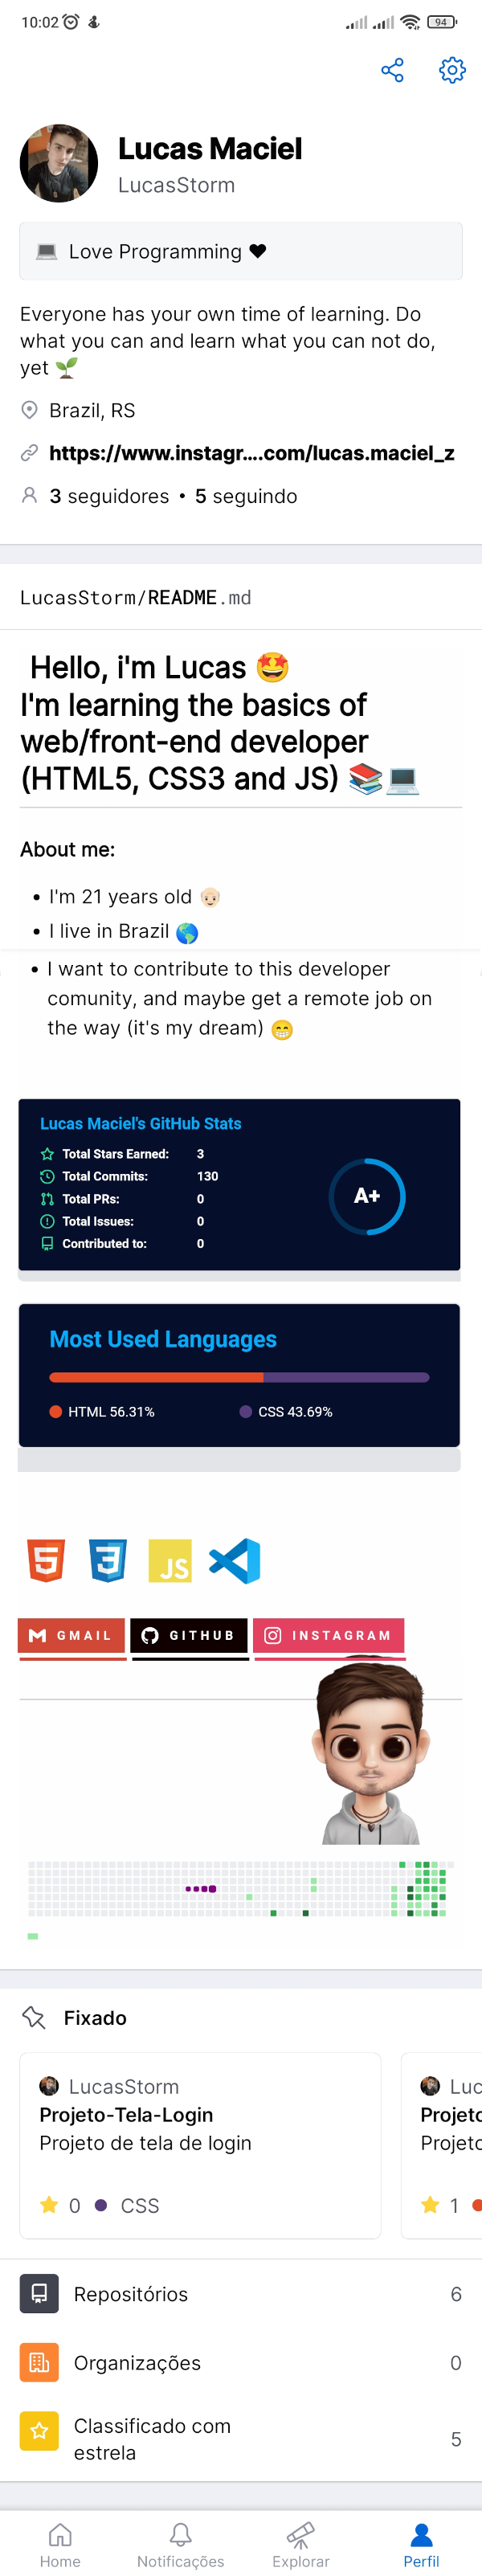 10:02
94
Lucas Maciel
LucasStorm
💻 Love Programming ♥
Everyone has your own time of learning. Do
what you can and learn what you can not do,
yet 🌱
Brazil, RS
https://www.instagr....com/lucas.maciel_z
3 seguidores • 5 seguindo
LucasStorm/README.md
Hello, i'm Lucas 🤩
I'm learning the basics of
web/front-end developer
(HTML5, CSS3 and JS) 📚💻
About me:
• I'm 21 years old 👴🏻
• I live in Brazil 🌎
• I want to contribute to this developer
comunity, and maybe get a remote job on
the way (it's my dream) 😁
Lucas Maciel's GitHub Stats
Total Stars Earned: 3
Total Commits: 130
Total PRs: 0
Total Issues: 0
Contributed to: 0
A+
Most Used Languages
HTML 56.31% CSS 43.69%
5 3 JS
GMAIL GITHUB INSTAGRAM
Fixado
LucasStorm Luc
Projeto-Tela-Login Projetc
Projeto de tela de login Projetc
0 CSS 1
Repositórios 6
Organizações 0
Classificado com
estrela 5
Home Notificações Explorar Perfil